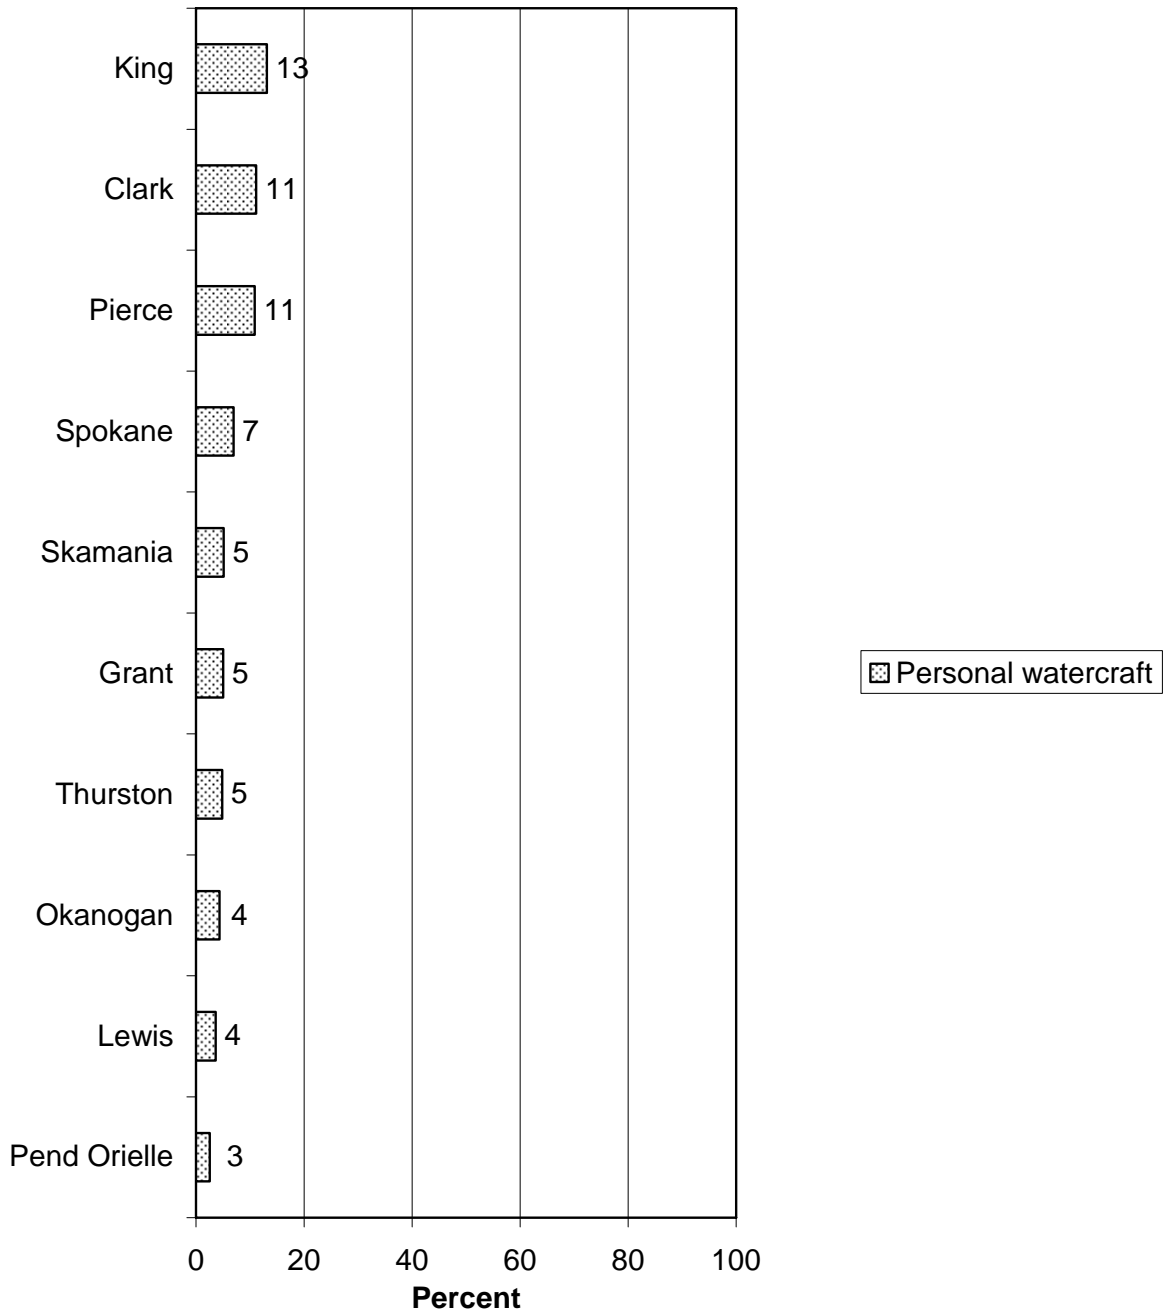 King 13
Clark 11
Pierce 11
Spokane 7
Skamania 5
Grant 5
Personal watercraft
Thurston 5
Okanogan 4
Lewis 4
Pend Orielle 3
0 20 40 60 80 100
Percent